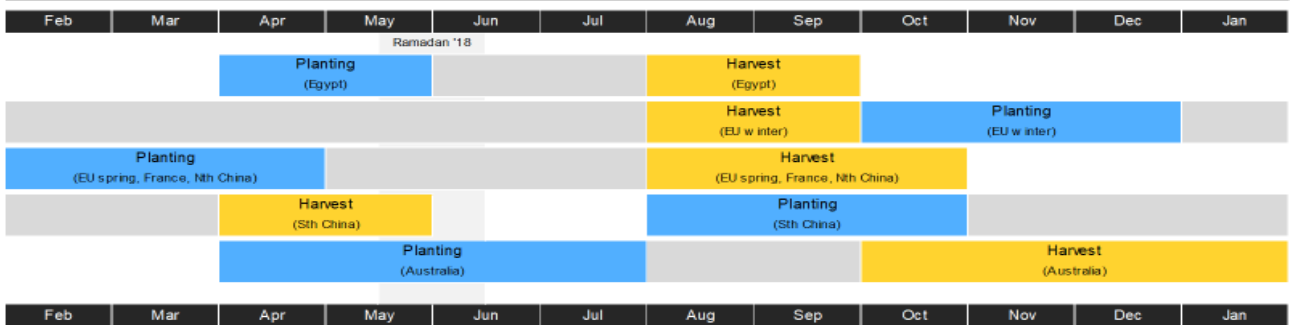 Feb Mar Apr May Jun Jul Aug Sep Oct Nov Dec Jan
Ramadan '18
Planting Harvest
(Egypt) (Egypt)
Harvest Planting
(EU winter) (EU winter)
Planting Harvest
(EU spring, France, Nth China) (EU spring, France, Nth China)
Harvest Planting
(Sth China) (Sth China)
Planting Harvest
(Australia) (Australia)
Feb Mar Apr May Jun Jul Aug Sep Oct Nov Dec Jan